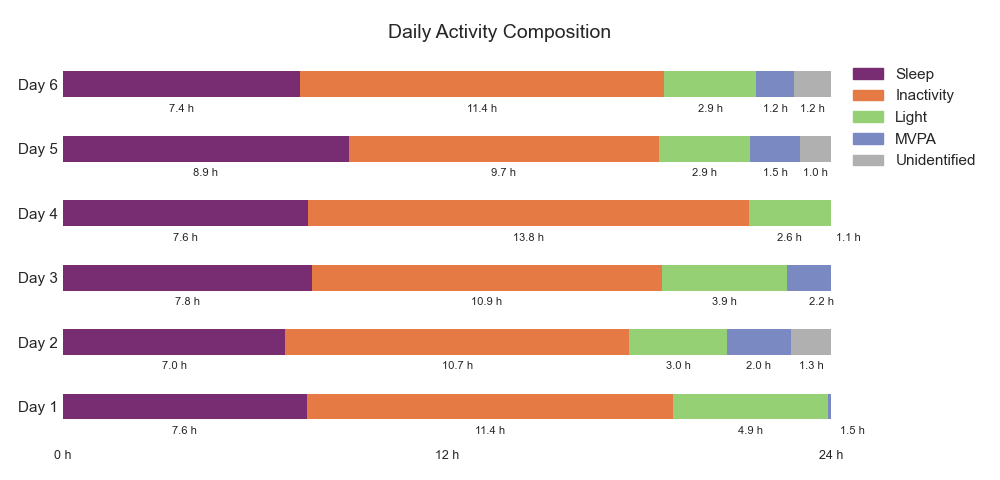 Daily Activity Composition
Day 6
7.4 h 11.4 h 2.9 h 1.2 h 1.2 h
Day 5
8.9 h 9.7 h 2.9 h 1.5 h 1.0 h
Day 4
7.6 h 13.8 h 2.6 h 1.1 h
Day 3
7.8 h 10.9 h 3.9 h 2.2 h
Day 2
7.0 h 10.7 h 3.0 h 2.0 h 1.3 h
Day 1
7.6 h 11.4 h 4.9 h 1.5 h
0 h 12 h 24 h
Sleep
Inactivity
Light
MVPA
Unidentified